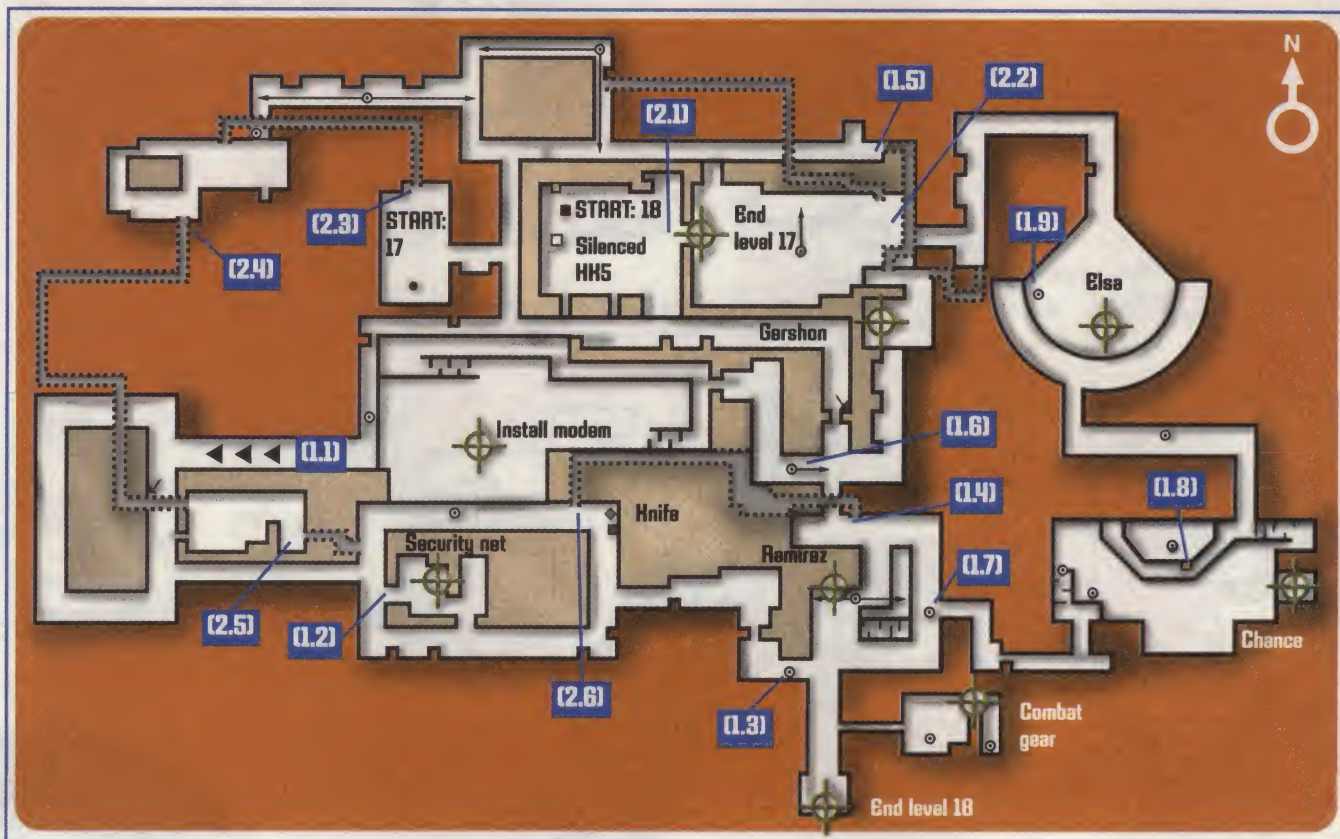 N
(1.5)
(2.2)
(2.1)
(2.3)
START:
17
START: 18
Silenced
HK5
End
level 17
(1.9)
Elsa
(2.4)
Gershon
Install modem
(1.1)
(1.6)
(1.4)
(1.8)
Knife
Security net
Ramirez
(1.7)
(2.5)
(1.2)
(2.6)
(1.3)
Chance
Combat
gear
End level 18